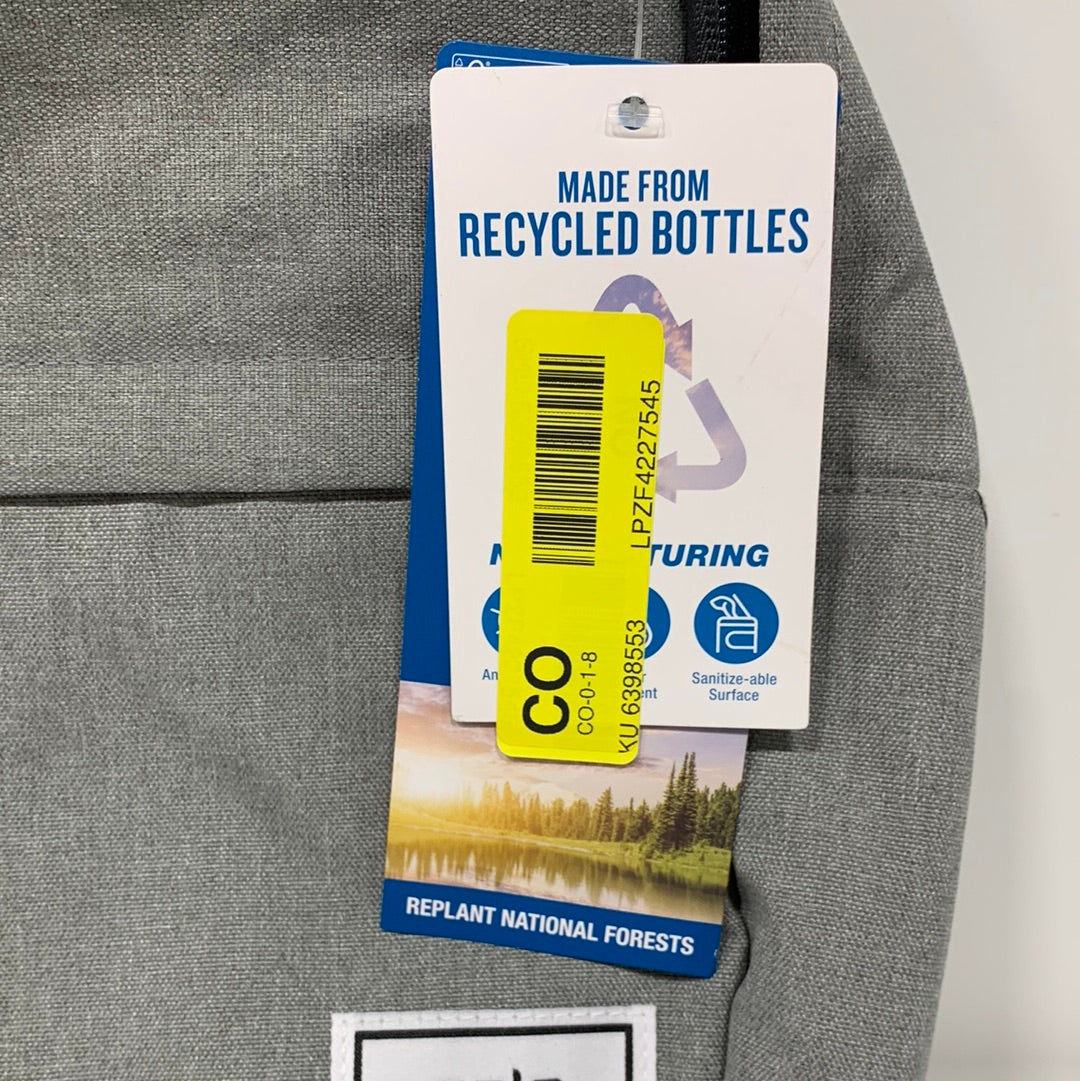 MADE FROM
RECYCLED BOTTLES
TURING
Sanitize-able
Surface
LPZF4227545
KU 6398553
CO
CO-0-1-8
REPLANT NATIONAL FORESTS